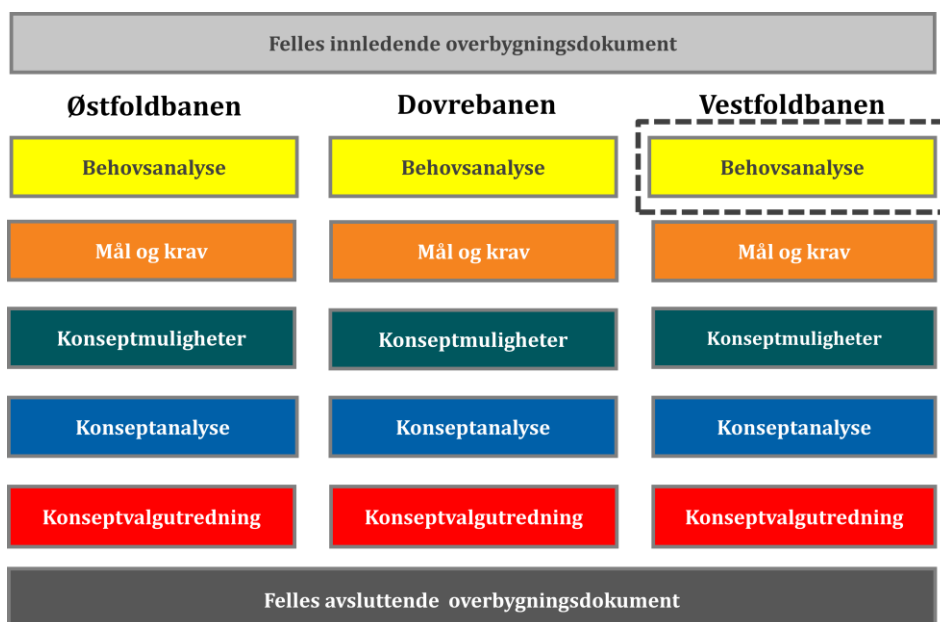 Felles innledende overbygningsdokument
Østfoldbanen Dovrebanen Vestfoldbanen
Behovsanalyse Behovsanalyse Behovsanalyse
Mål og krav Mål og krav Mål og krav
Konseptmuligheter Konseptmuligheter Konseptmuligheter
Konseptanalyse Konseptanalyse Konseptanalyse
Konseptvalgutredning Konseptvalgutredning Konseptvalgutredning
Felles avsluttende overbygningsdokument